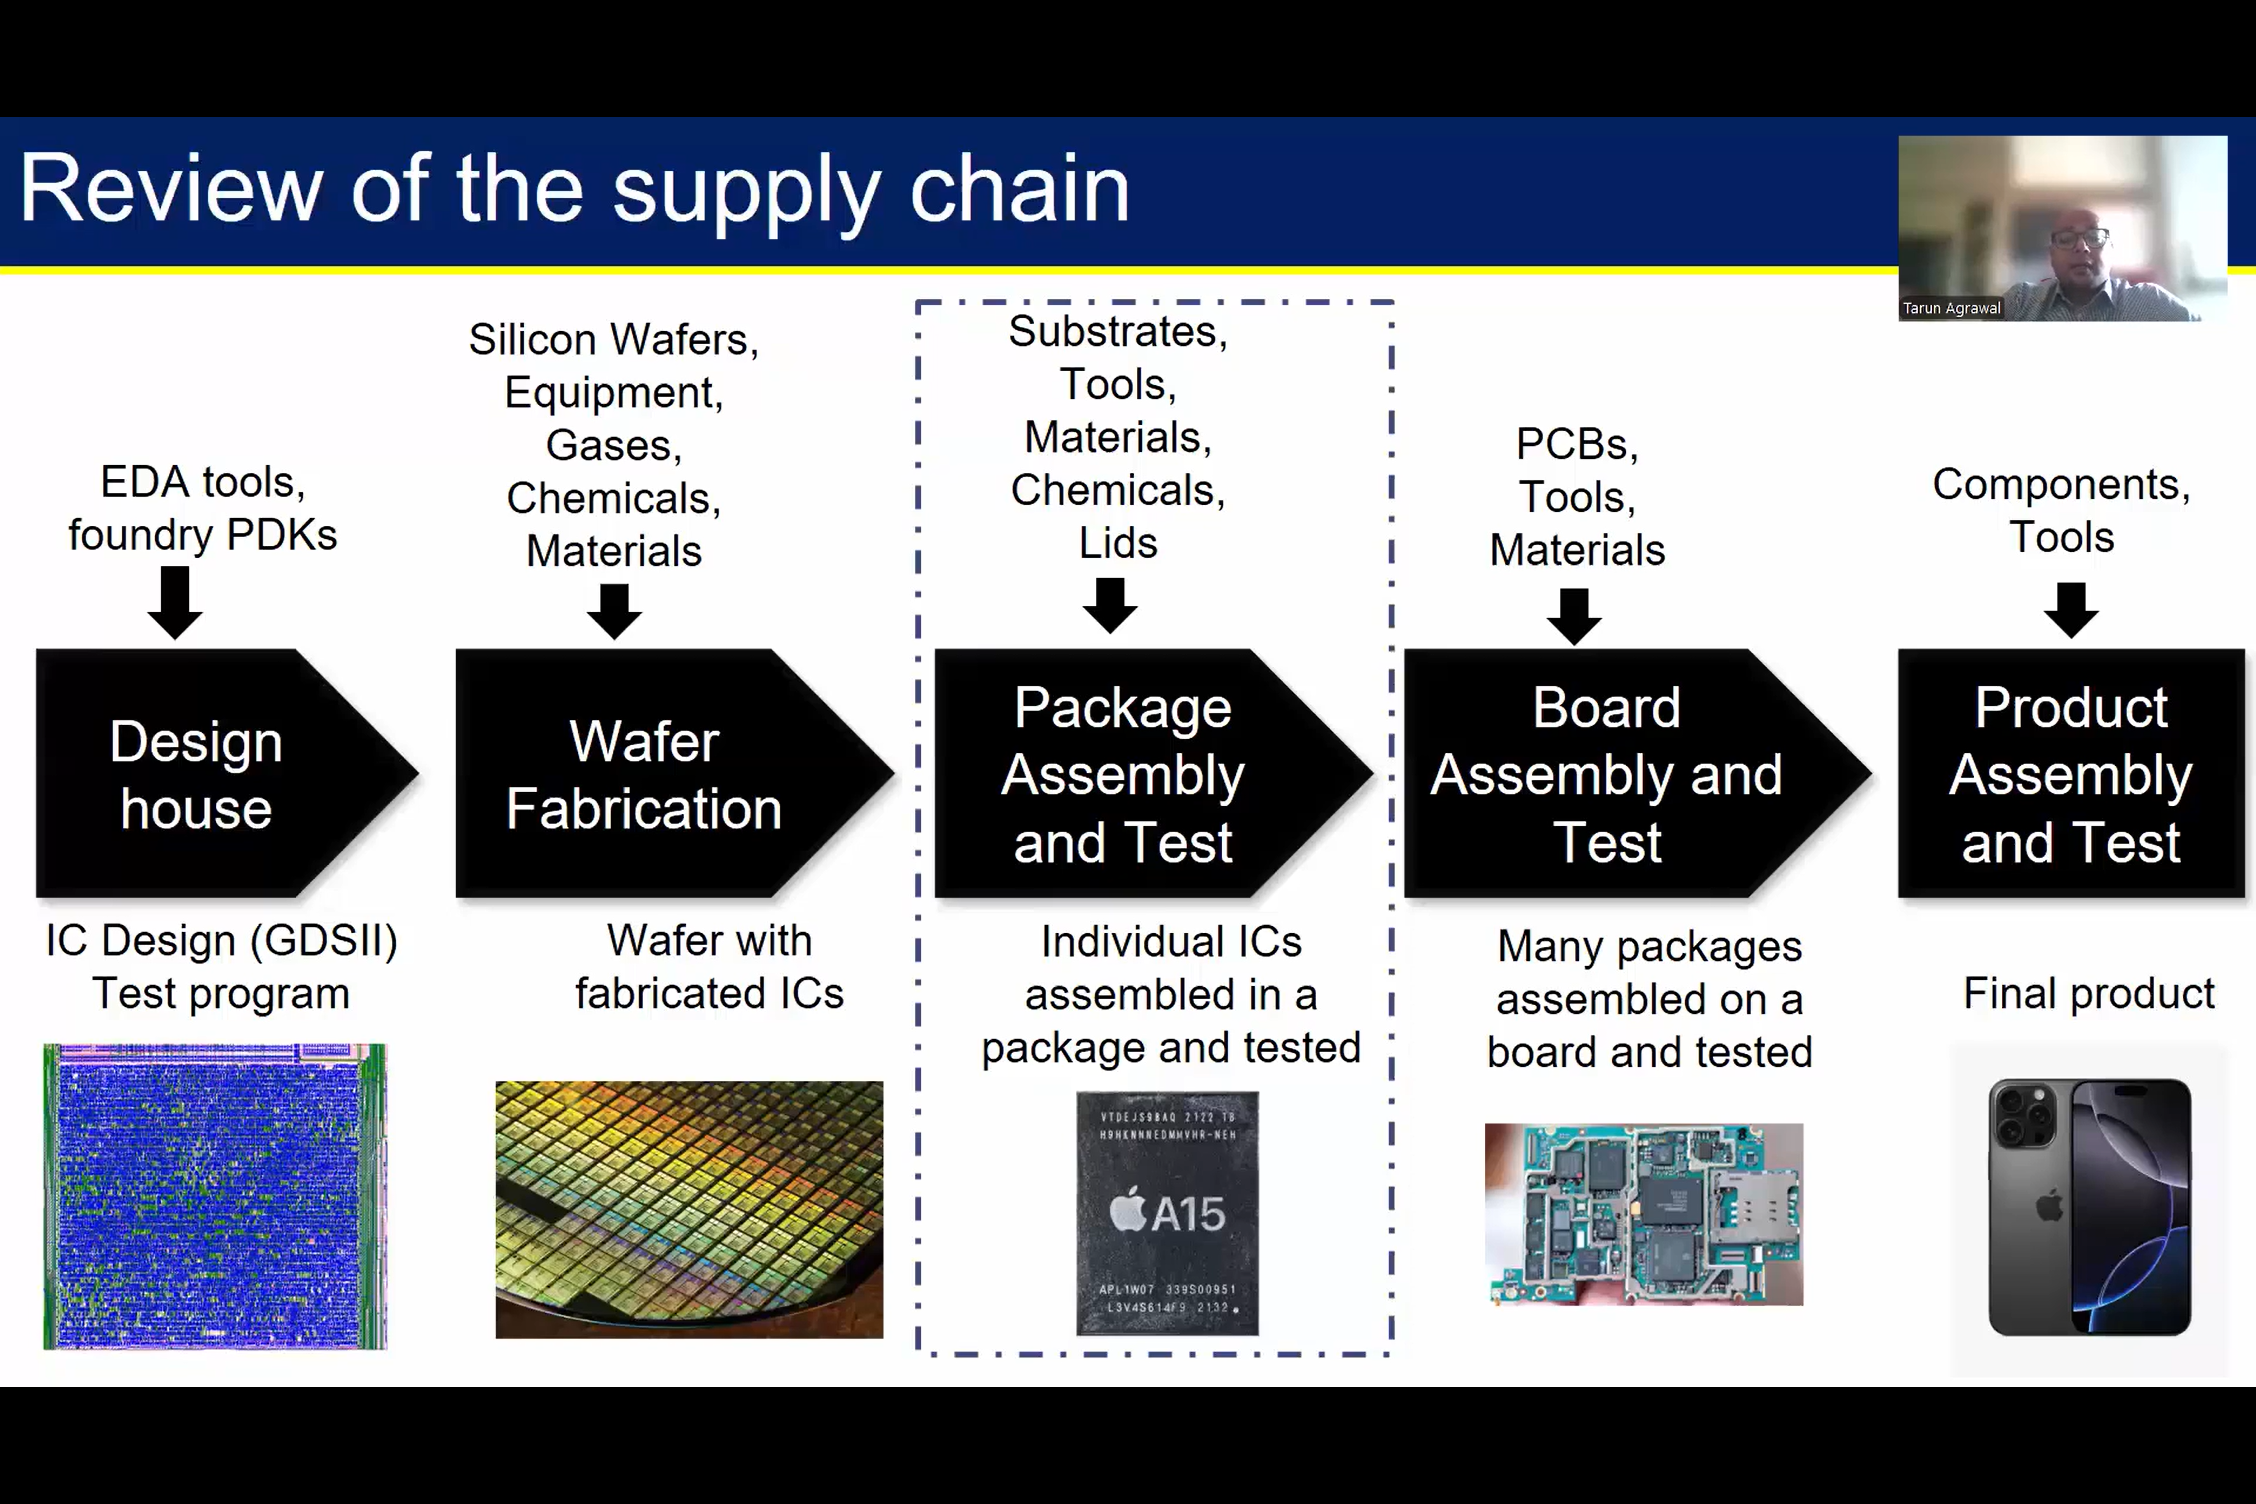 Review of the supply chain
Tarun Agrawal
EDA tools,
foundry PDKs
Silicon Wafers,
Equipment,
Gases,
Chemicals,
Materials
Substrates,
Tools,
Materials,
Chemicals,
Lids
PCBs,
Tools,
Materials
Components,
Tools
Design
house
Wafer
Fabrication
Package
Assembly
and Test
Board
Assembly and
Test
Product
Assembly
and Test
IC Design (GDSII)
Test program
Wafer with
fabricated ICs
Individual ICs
assembled in a
package and tested
Many packages
assembled on a
board and tested
Final product
VTDEJS9BAQ 2122 TB
H9HKNNNEDMMVHR-NEH
A15
APL1W07 339S00951
L3V4S614F9 2132